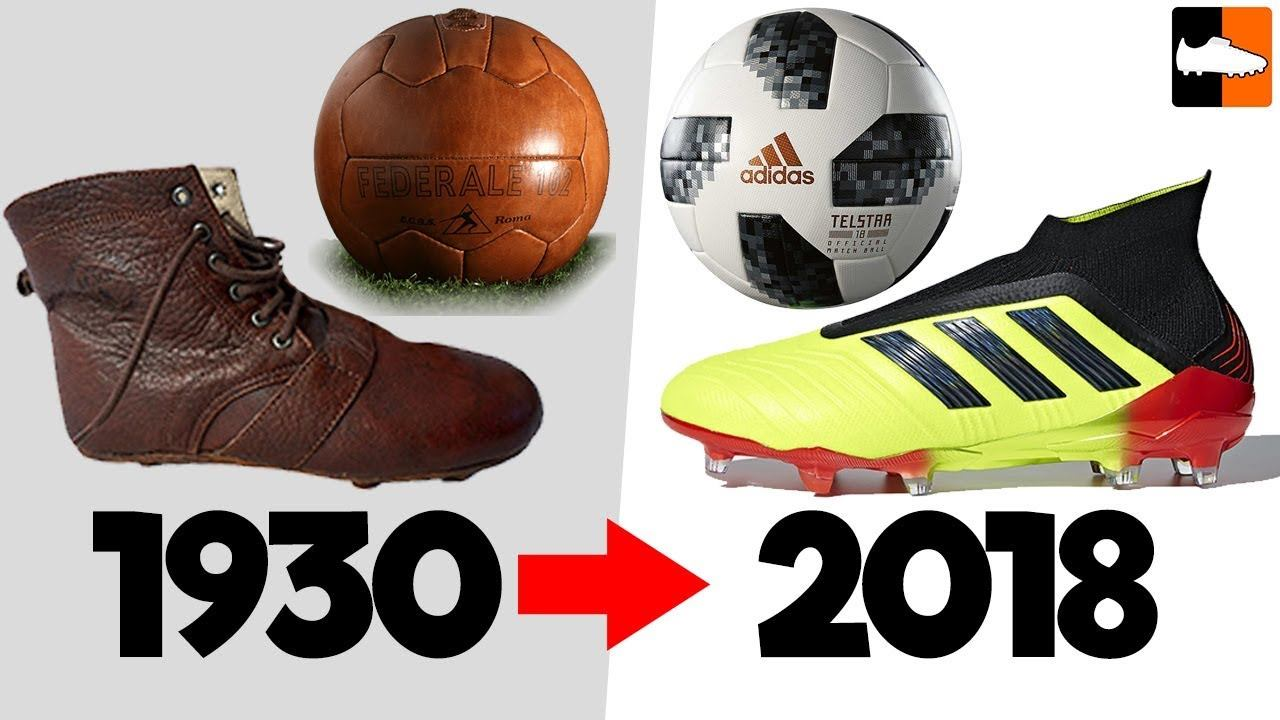 FEDERALE 102
E.C.A.S. Roma
adidas
TELSTAR
18
OFFICIAL
MATCH BALL
1930
2018